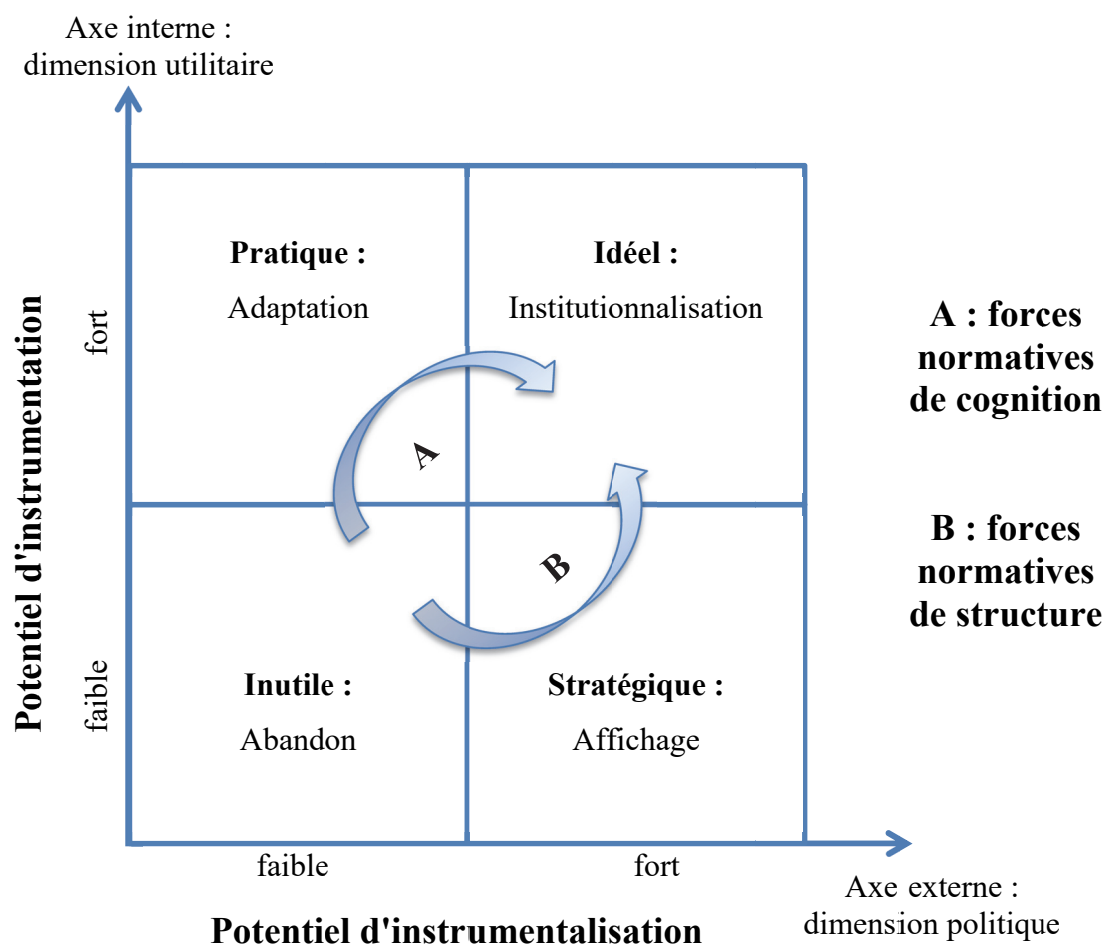 Axe interne :
dimension utilitaire
Pratique :
Adaptation
Idéel :
Institutionnalisation
Potentiel d'instrumentation
fort
faible
A
B
A : forces
normatives
de cognition
B : forces
normatives
de structure
Inutile :
Abandon
Stratégique :
Affichage
faible
fort
Axe externe :
dimension politique
Potentiel d'instrumentalisation